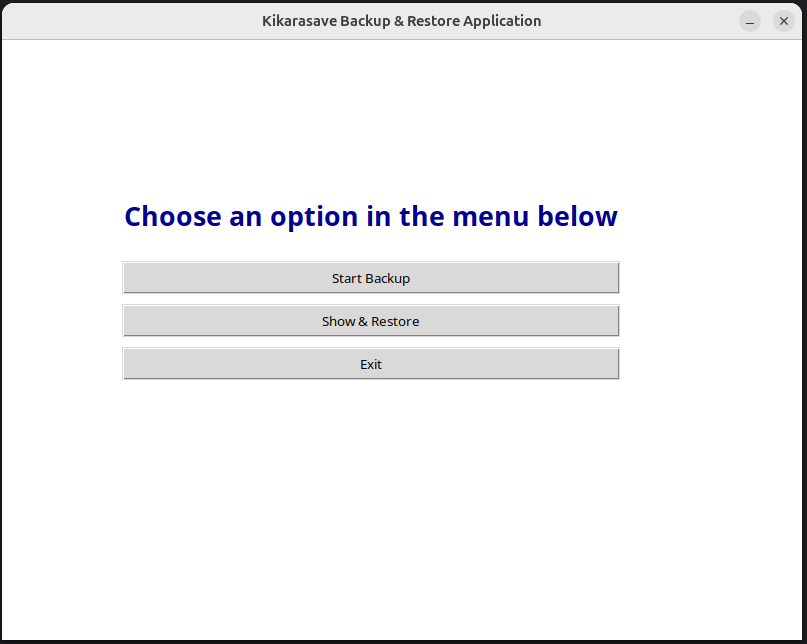 Kikarasave Backup & Restore Application
Choose an option in the menu below
Start Backup
Show & Restore
Exit